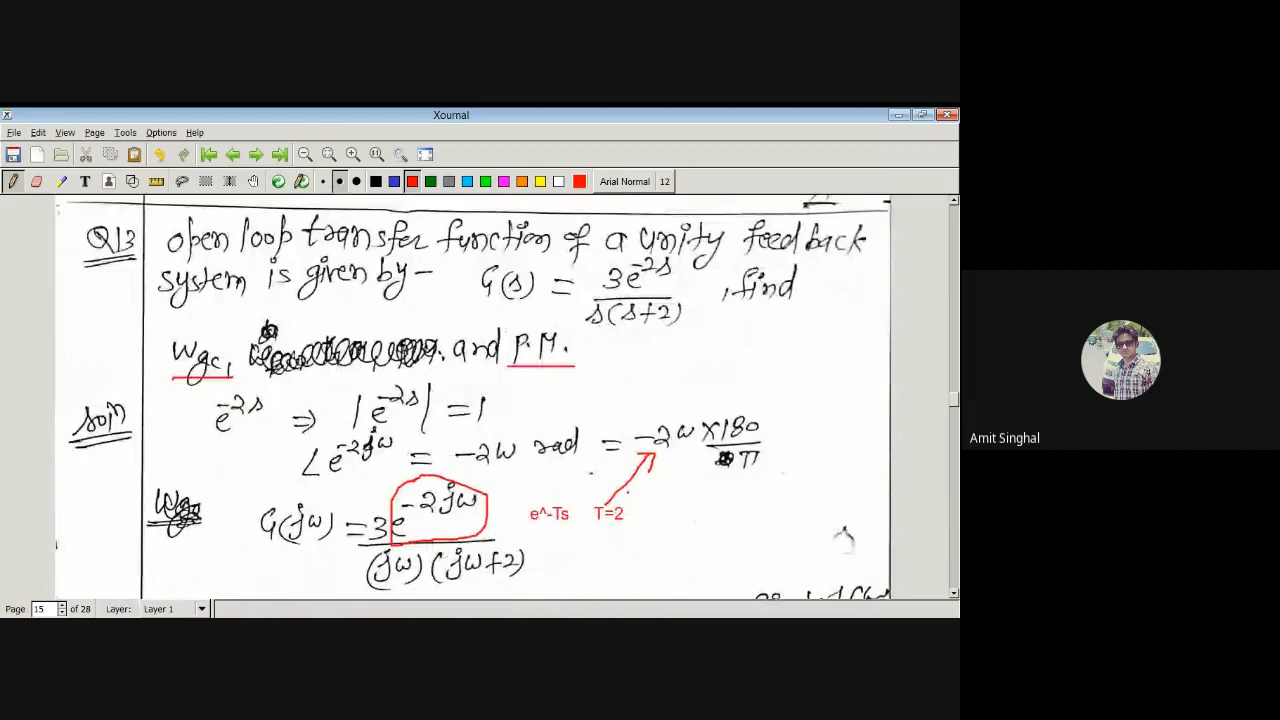 Xournal
File Edit View Page Tools Options Help
Arial Normal 12
Q13 open loop transfer function of a unity feedback
system is given by- G(s) = 3e^-2s / s(s+2) , find
Wgc, and P.M.
Soln e^-2s ⇒ |e^-2s| = 1
∠e^-2jω = -2ω rad = -2ω × 180 / π
G(jω) = 3e^-2jω / (jω)(jω+2)
e^-Ts T=2
Page 15 of 28 Layer: Layer 1
Amit Singhal